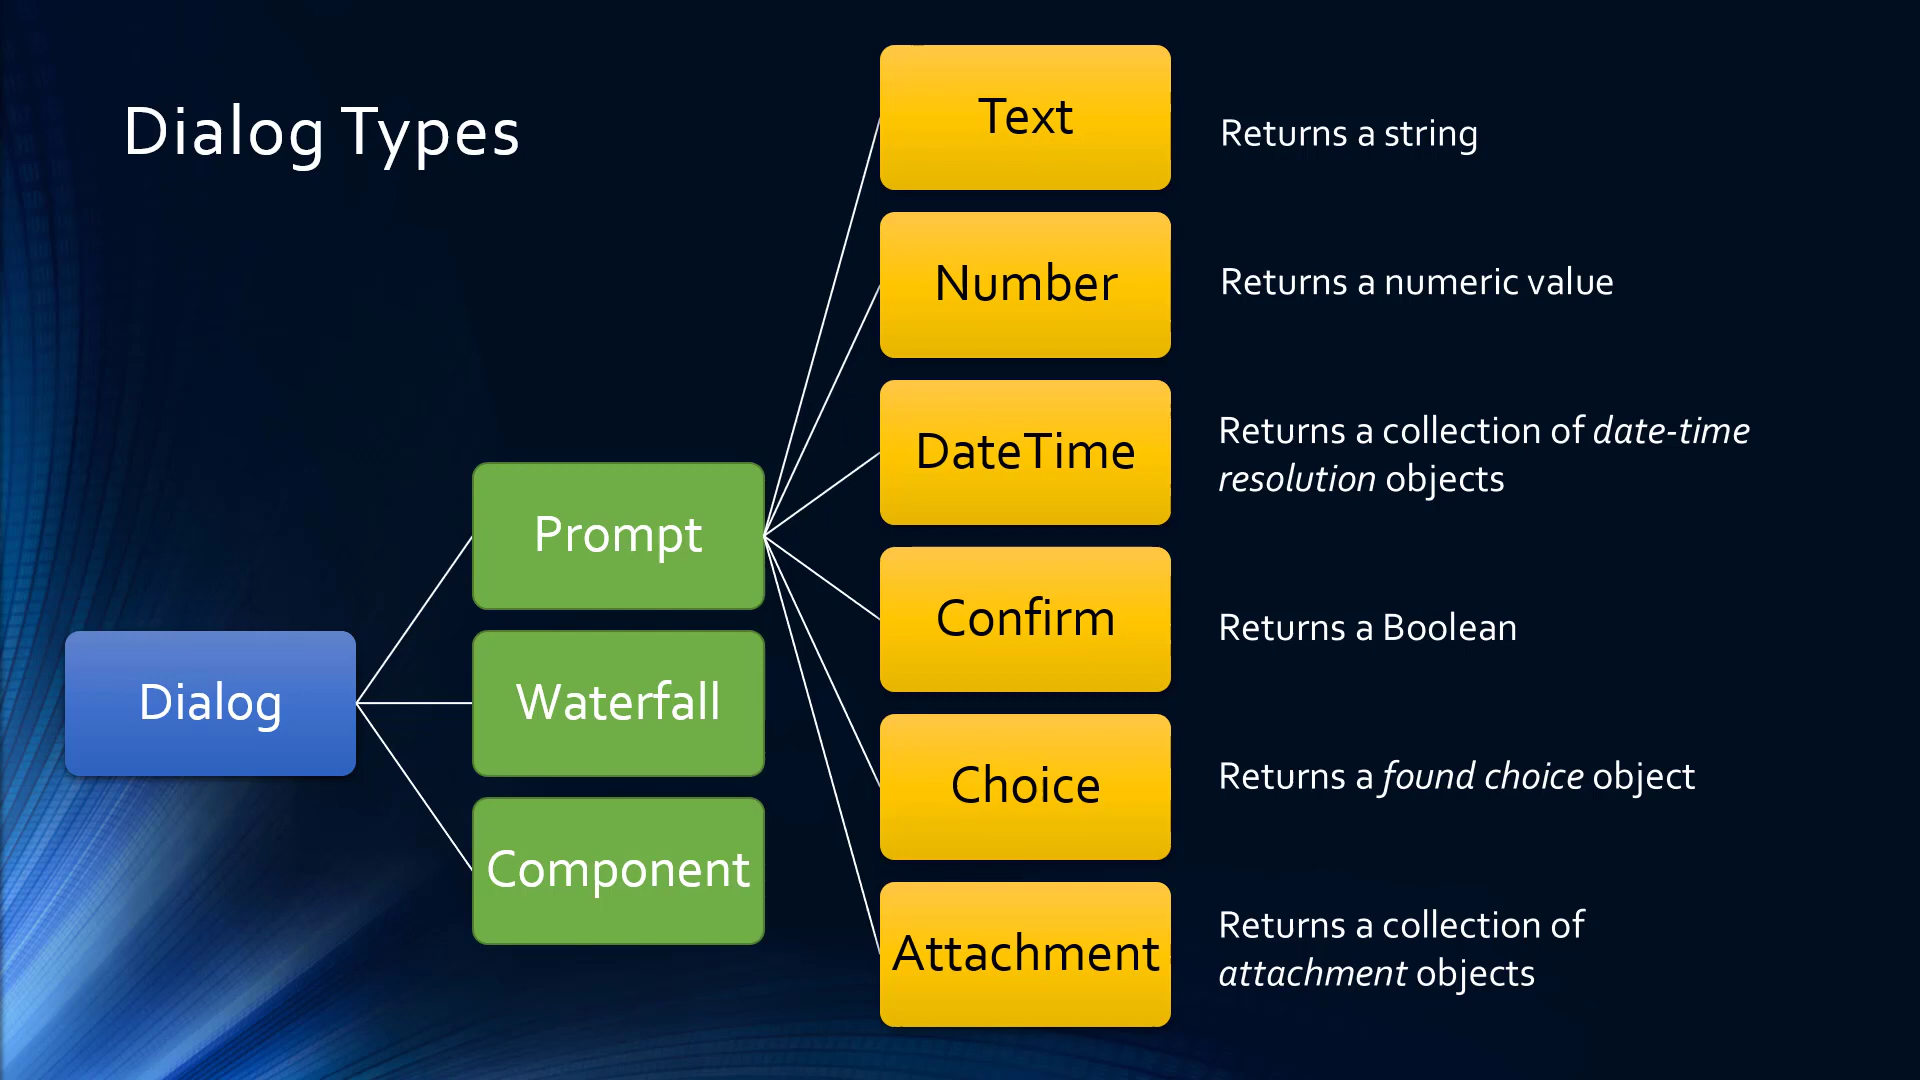 Dialog Types
Dialog
Prompt
Waterfall
Component
Text
Returns a string
Number
Returns a numeric value
DateTime
Returns a collection of date-time
resolution objects
Confirm
Returns a Boolean
Choice
Returns a found choice object
Attachment
Returns a collection of
attachment objects